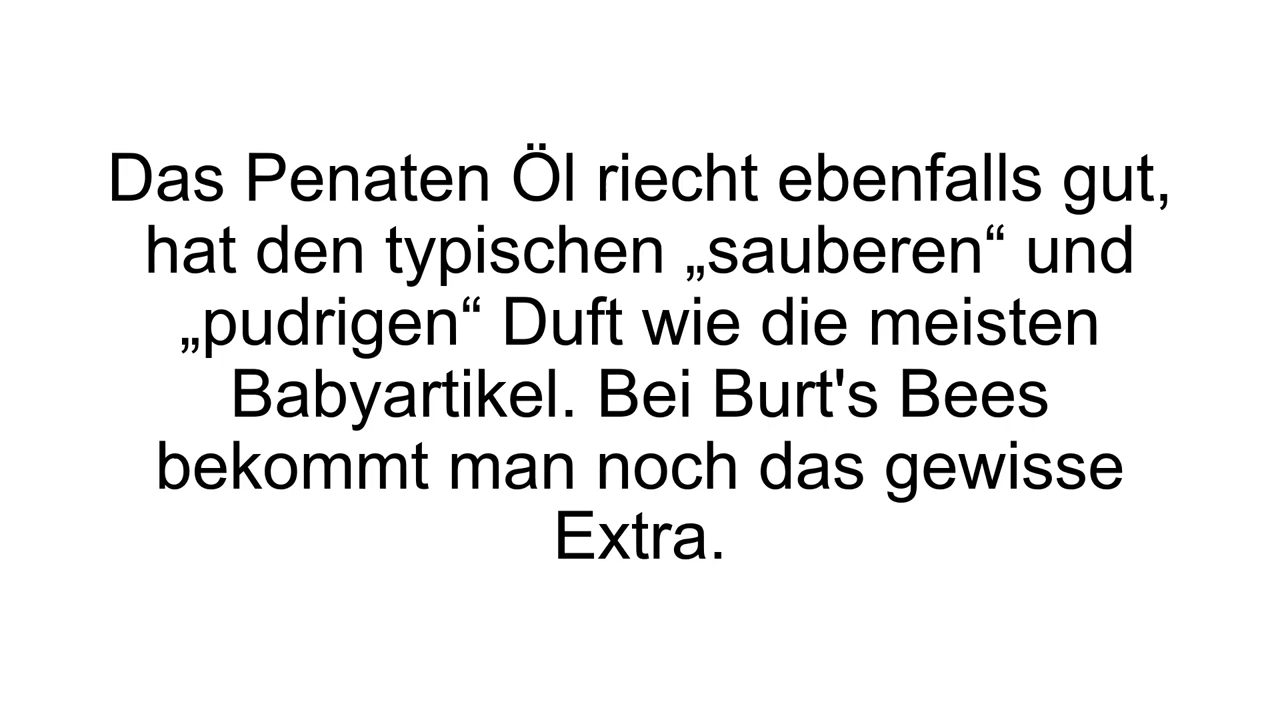 Das Penaten Öl riecht ebenfalls gut,
hat den typischen „sauberen“ und
„pudrigen“ Duft wie die meisten
Babyartikel. Bei Burt's Bees
bekommt man noch das gewisse
Extra.